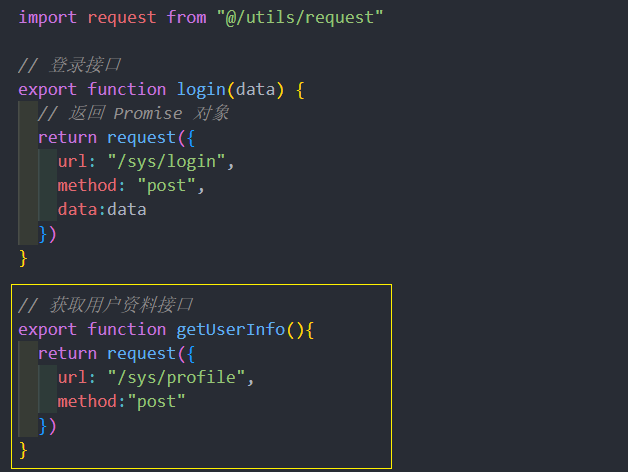 import request from "@/utils/request"
// 登录接口
export function login(data) {
// 返回 Promise 对象
return request({
url: "/sys/login",
method: "post",
data:data
})
}
// 获取用户资料接口
export function getUserInfo(){
return request({
url: "/sys/profile",
method:"post"
})
}